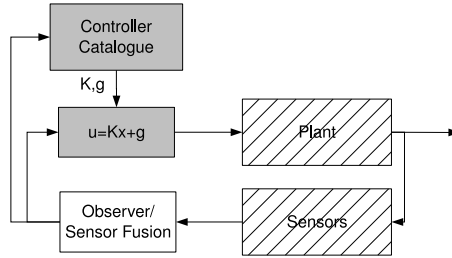 Controller
Catalogue
K,g
u=Kx+g
Plant
Observer/
Sensor Fusion
Sensors